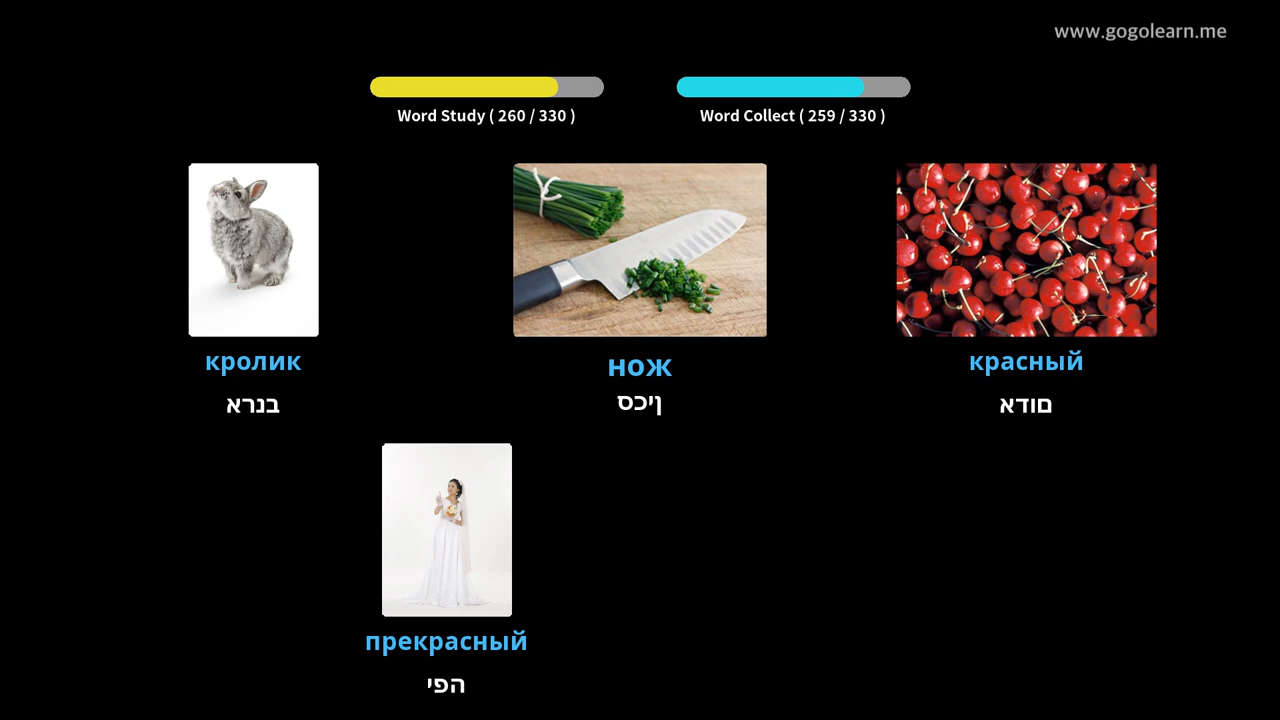 www.gogolearn.me
Word Study ( 260 / 330 )
Word Collect ( 259 / 330 )
кролик
ארנב
нож
סכין
красный
אדום
прекрасный
יפה